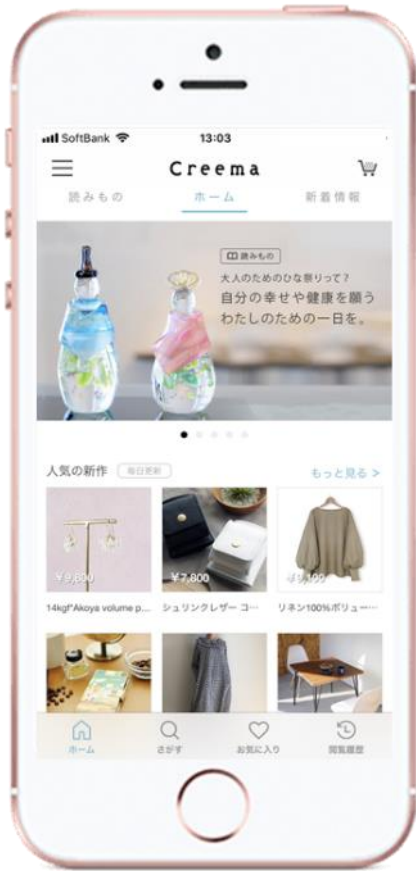 SoftBank 13:03
Creema
読みもの ホーム 新着情報
読みもの
大人のためのひな祭りって?
自分の幸せや健康を願う
わたしのための一日を。
人気の新作 毎日更新 もっと見る >
¥9,800 ¥7,800 ¥9,100
14kgf*Akoya volume p... シュリンクレザー コ… リネン100%ボリュー…
ホーム さがす お気に入り 閲覧履歴